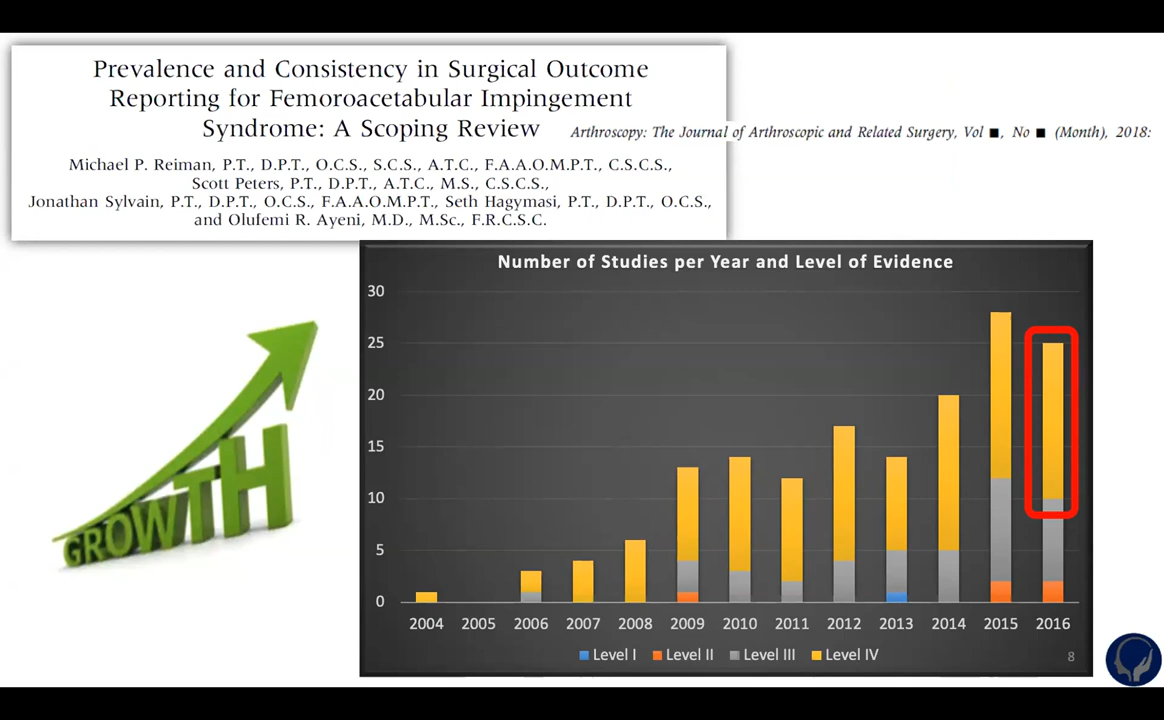 Prevalence and Consistency in Surgical Outcome
Reporting for Femoroacetabular Impingement
Syndrome: A Scoping Review
Arthroscopy: The Journal of Arthroscopic and Related Surgery, Vol ■, No ■ (Month), 2018:
Michael P. Reiman, P.T., D.P.T., O.C.S., S.C.S., A.T.C., F.A.A.O.M.P.T., C.S.C.S.,
Scott Peters, P.T., D.P.T., A.T.C., M.S., C.S.C.S.,
Jonathan Sylvain, P.T., D.P.T., O.C.S., F.A.A.O.M.P.T., Seth Hagymasi, P.T., D.P.T., O.C.S.,
and Olufemi R. Ayeni, M.D., M.Sc., F.R.C.S.C.
GROWTH
Number of Studies per Year and Level of Evidence
30
25
20
15
10
5
0
2004 2005 2006 2007 2008 2009 2010 2011 2012 2013 2014 2015 2016
Level I Level II Level III Level IV
8